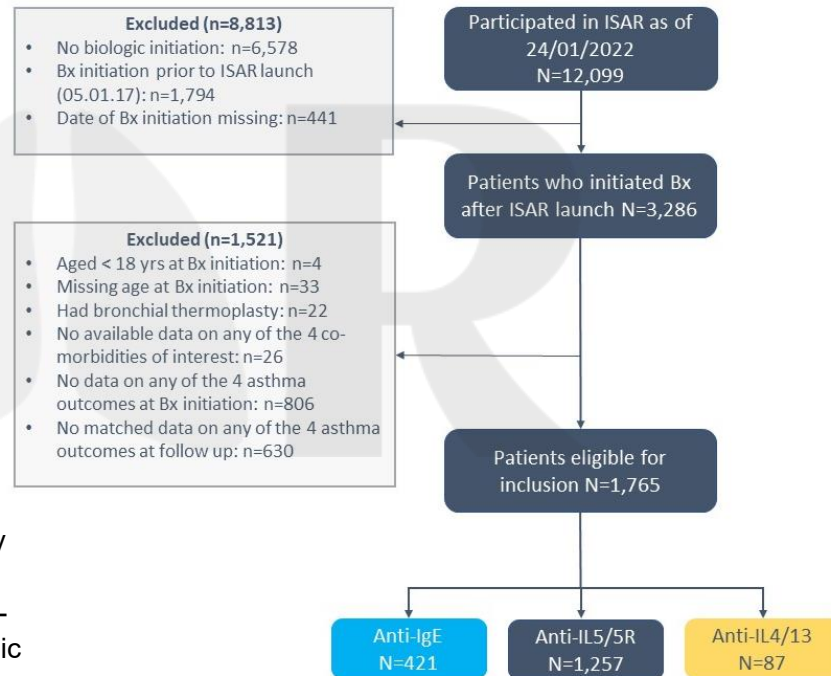 Excluded (n=8,813)
• No biologic initiation: n=6,578
• Bx initiation prior to ISAR launch
(05.01.17): n=1,794
• Date of Bx initiation missing: n=441
Participated in ISAR as of
24/01/2022
N=12,099
Patients who initiated Bx
after ISAR launch N=3,286
Excluded (n=1,521)
• Aged < 18 yrs at Bx initiation: n=4
• Missing age at Bx initiation: n=33
• Had bronchial thermoplasty: n=22
• No available data on any of the 4 co-
morbidities of interest: n=26
• No data on any of the 4 asthma
outcomes at Bx initiation: n=806
• No matched data on any of the 4 asthma
outcomes at follow up: n=630
Patients eligible for
inclusion N=1,765
-
ic
Anti-IgE
N=421
Anti-IL5/5R
N=1,257
Anti-IL4/13
N=87